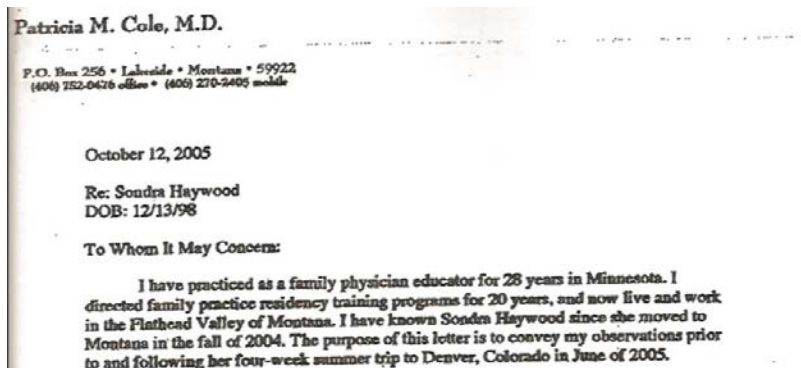 Patricia M. Cole, M.D.
P.O. Box 256 • Lakeside • Montana • 59922
(406) 752-0476 office • (406) 270-2405 mobile
October 12, 2005
Re: Sondra Haywood
DOB: 12/13/98
To Whom It May Concern:
I have practiced as a family physician educator for 28 years in Minnesota. I
directed family practice residency training programs for 20 years, and now live and work
in the Flathead Valley of Montana. I have known Sondra Haywood since she moved to
Montana in the fall of 2004. The purpose of this letter is to convey my observations prior
to and following her four-week summer trip to Denver, Colorado in June of 2005.